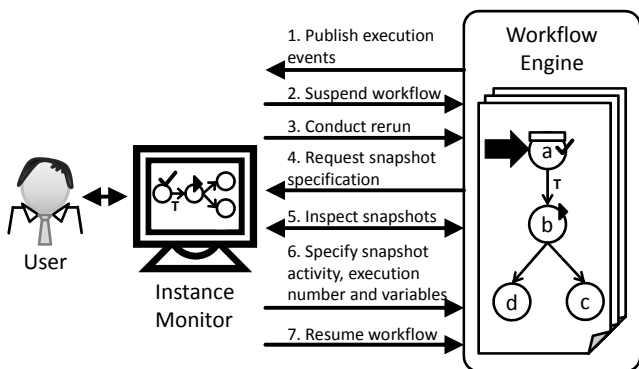 1. Publish execution
events
2. Suspend workflow
3. Conduct rerun
4. Request snapshot
specification
5. Inspect snapshots
6. Specify snapshot
activity, execution
number and variables
7. Resume workflow
User
Instance
Monitor
T
Workflow
Engine
a
T
b
d
c